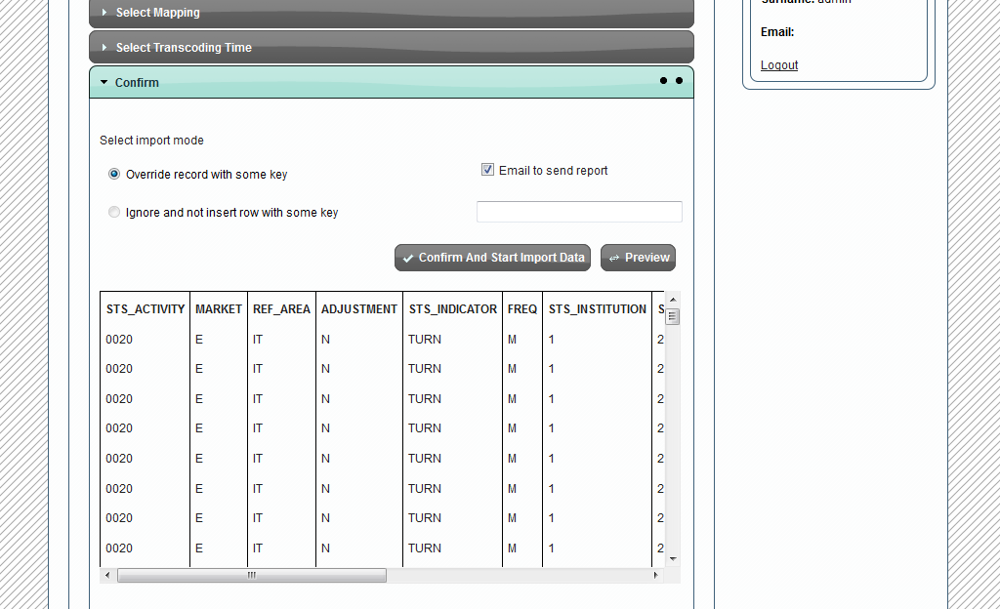 Select Mapping
Surname: admin
Select Transcoding Time
Email:
Logout
Confirm
Select import mode
Override record with some key
Email to send report
Ignore and not insert row with some key
Confirm And Start Import Data
Preview
STS_ACTIVITY MARKET REF_AREA ADJUSTMENT STS_INDICATOR FREQ STS_INSTITUTION S
0020 E IT N TURN M 1 2
0020 E IT N TURN M 1 2
0020 E IT N TURN M 1 2
0020 E IT N TURN M 1 2
0020 E IT N TURN M 1 2
0020 E IT N TURN M 1 2
0020 E IT N TURN M 1 2
0020 E IT N TURN M 1 2